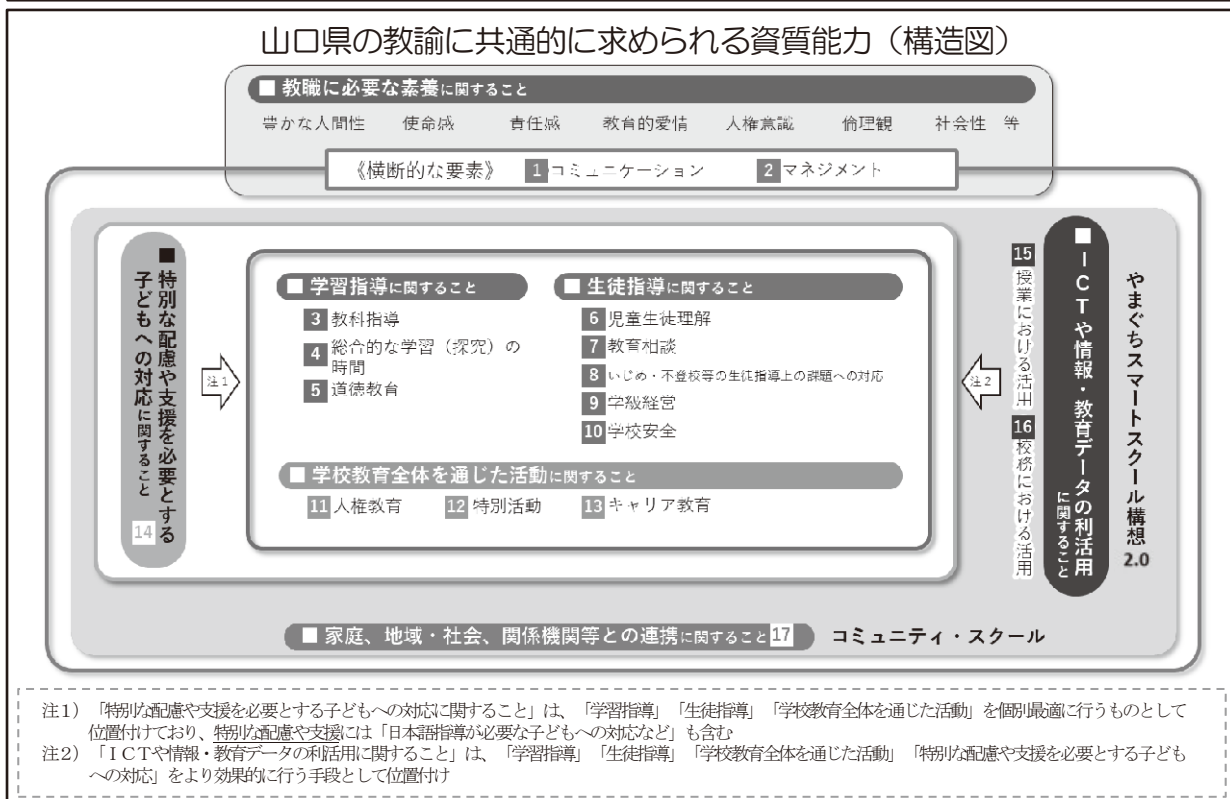 山口県の教諭に共通的に求められる資質能力（構造図）
■ 教職に必要な素養に関すること
豊かな人間性　使命感　責任感　教育的愛情　人権意識　倫理観　社会性　等
《横断的な要素》　1 コミュニケーション　2 マネジメント
■ 特別な配慮や支援を必要とする
子どもへの対応に関すること 14
注1
■ 学習指導に関すること
3 教科指導
4 総合的な学習（探究）の
時間
5 道徳教育
■ 生徒指導に関すること
6 児童生徒理解
7 教育相談
8 いじめ・不登校等の生徒指導上の課題への対応
9 学級経営
10 学校安全
■ 学校教育全体を通じた活動に関すること
11 人権教育　12 特別活動　13 キャリア教育
注2
15 授業における活用 16 校務における活用
■ ＩＣＴや情報・教育データの利活用
に関すること
やまぐちスマートスクール構想 2.0
■ 家庭、地域・社会、関係機関等との連携に関すること 17　コミュニティ・スクール
注1）「特別な配慮や支援を必要とする子どもへの対応に関すること」は、「学習指導」「生徒指導」「学校教育全体を通じた活動」を個別最適に行うものとして
位置付けており、特別な配慮や支援には「日本語指導が必要な子どもへの対応など」も含む
注2）「ＩＣＴや情報・教育データの利活用に関すること」は、「学習指導」「生徒指導」「学校教育全体を通じた活動」「特別な配慮や支援を必要とする子ども
への対応」をより効果的に行う手段として位置付け